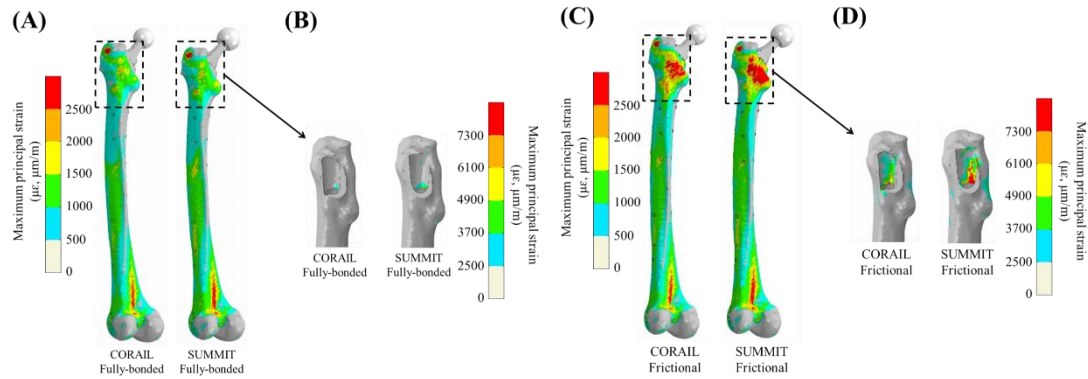 (A)
Maximum principal strain
(με, μm/m)
2500
2000
1500
1000
500
0
CORAIL
Fully-bonded
SUMMIT
Fully-bonded
(B)
CORAIL
Fully-bonded
SUMMIT
Fully-bonded
7300
6100
4900
3700
2500
0
Maximum principal strain
(με, μm/m)
(C)
Maximum principal strain
(με, μm/m)
2500
2000
1500
1000
500
0
CORAIL
Frictional
SUMMIT
Frictional
(D)
CORAIL
Frictional
SUMMIT
Frictional
7300
6100
4900
3700
2500
0
Maximum principal strain
(με, μm/m)